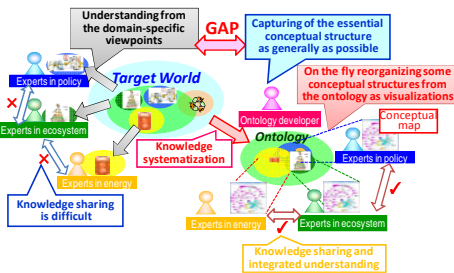 Understanding from
the domain-specific
viewpoints
GAP
Capturing of the essential
conceptual structure
as generally as possible
On the fly reorganizing some
conceptual structures from
the ontology as visualizations
Target World
Experts in policy
Experts in ecosystem
Experts in energy
Knowledge sharing
is difficult
Knowledge
systematization
Ontology developer
Ontology
Conceptual
map
Experts in policy
Experts in energy
Experts in ecosystem
Knowledge sharing and
integrated understanding